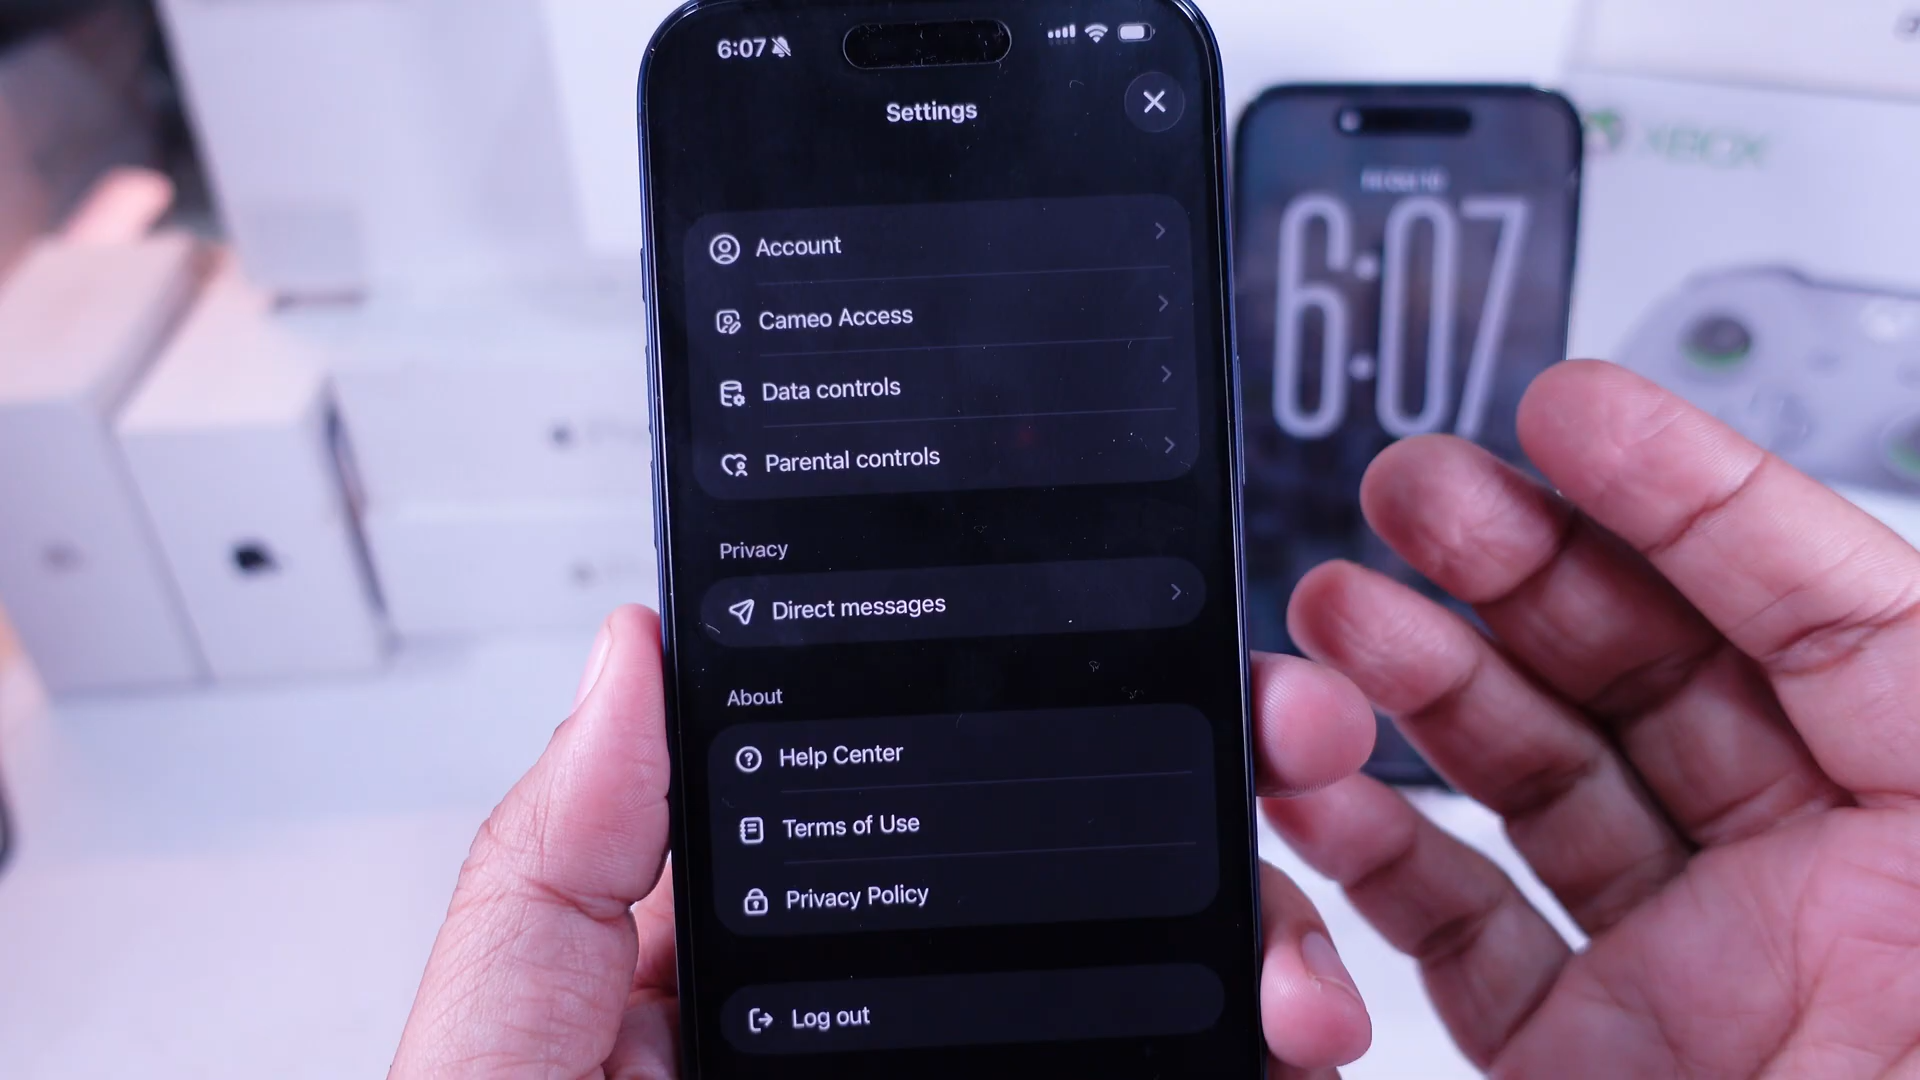 6:07
Settings
Account
Cameo Access
Data controls
Parental controls
Privacy
Direct messages
About
Help Center
Terms of Use
Privacy Policy
Log out
6:07
XBOX